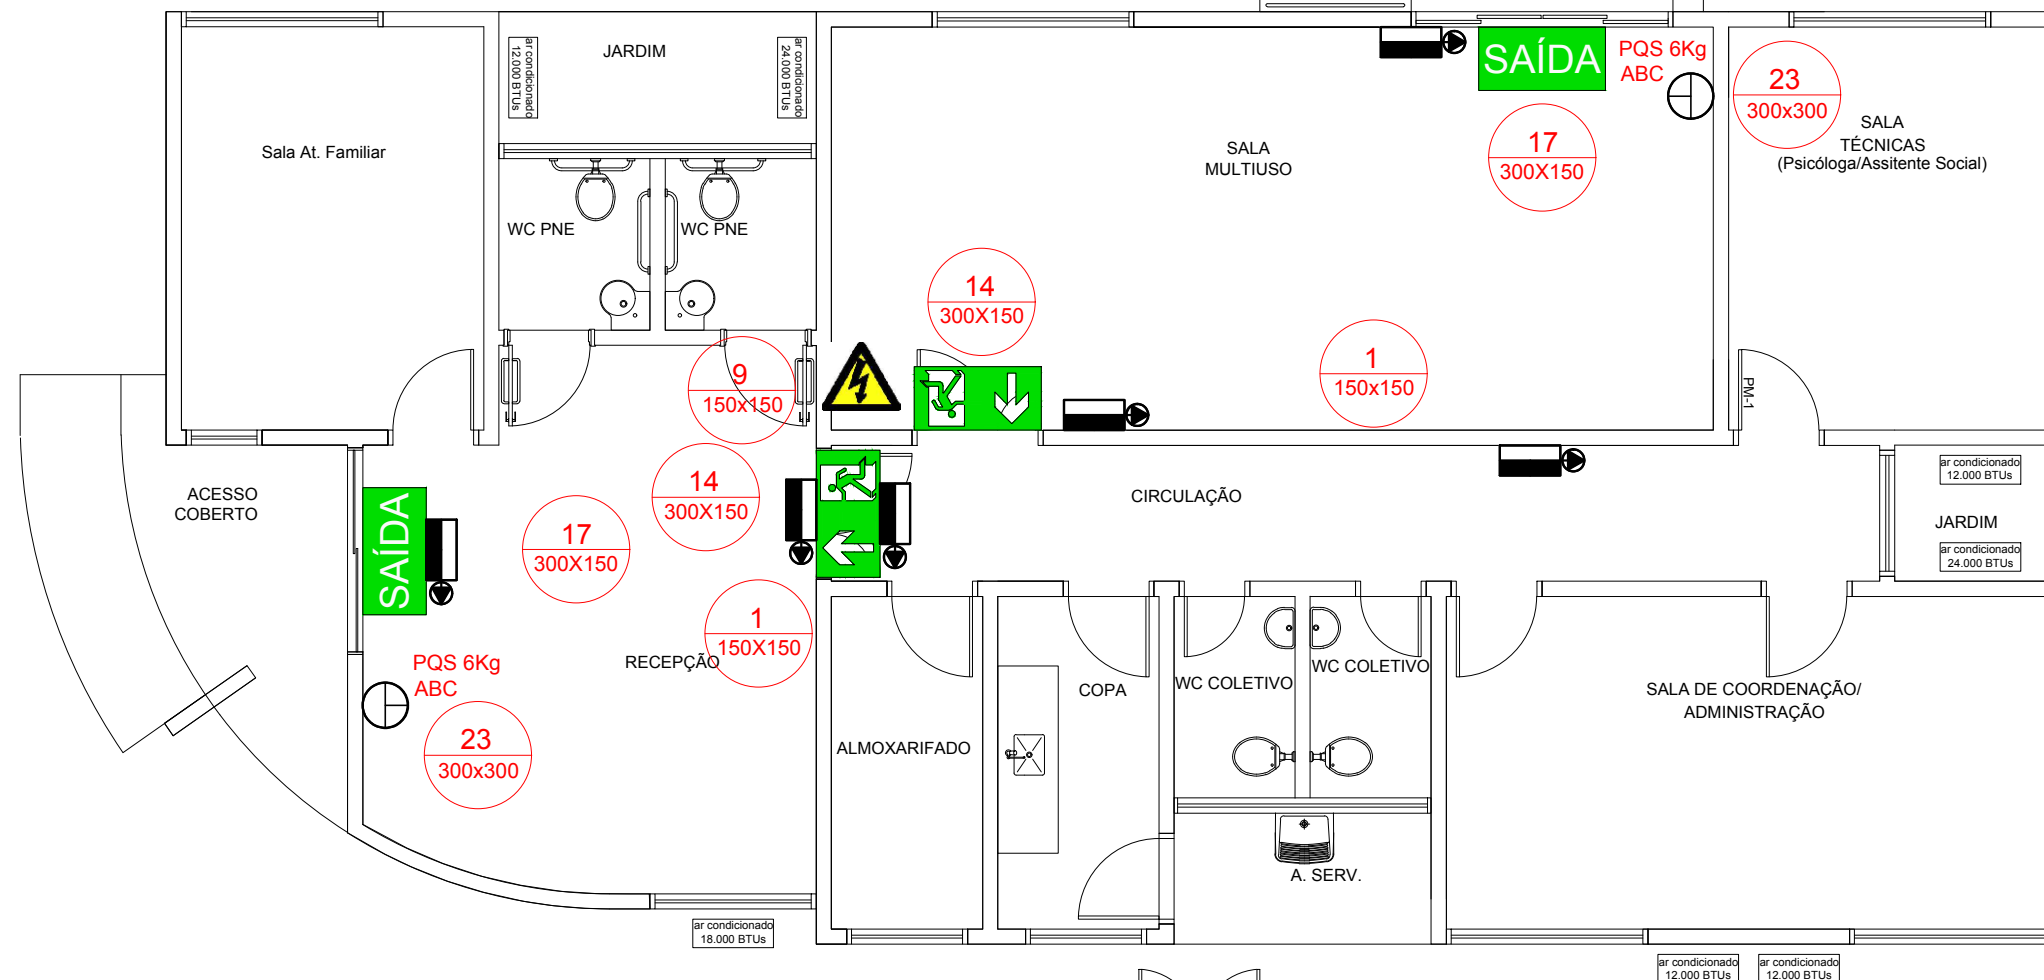 ar condicionado
12.000 BTUs
JARDIM
ar condicionado
24.000 BTUs
SAÍDA
PQS 6Kg
ABC
23
300x300
SALA
TÉCNICAS
(Psicóloga/Assitente Social)
17
300X150
Sala At. Familiar
SALA
MULTIUSO
WC PNE
WC PNE
14
300X150
9
150x150
1
150x150
PM-1
14
300X150
ACESSO
COBERTO
SAÍDA
17
300X150
CIRCULAÇÃO
ar condicionado
12.000 BTUs
JARDIM
ar condicionado
24.000 BTUs
1
150X150
RECEPÇÃO
PQS 6Kg
ABC
23
300x300
ALMOXARIFADO
COPA
WC COLETIVO
WC COLETIVO
SALA DE COORDENAÇÃO/
ADMINISTRAÇÃO
A. SERV.
ar condicionado
18.000 BTUs
ar condicionado
12.000 BTUs
ar condicionado
12.000 BTUs